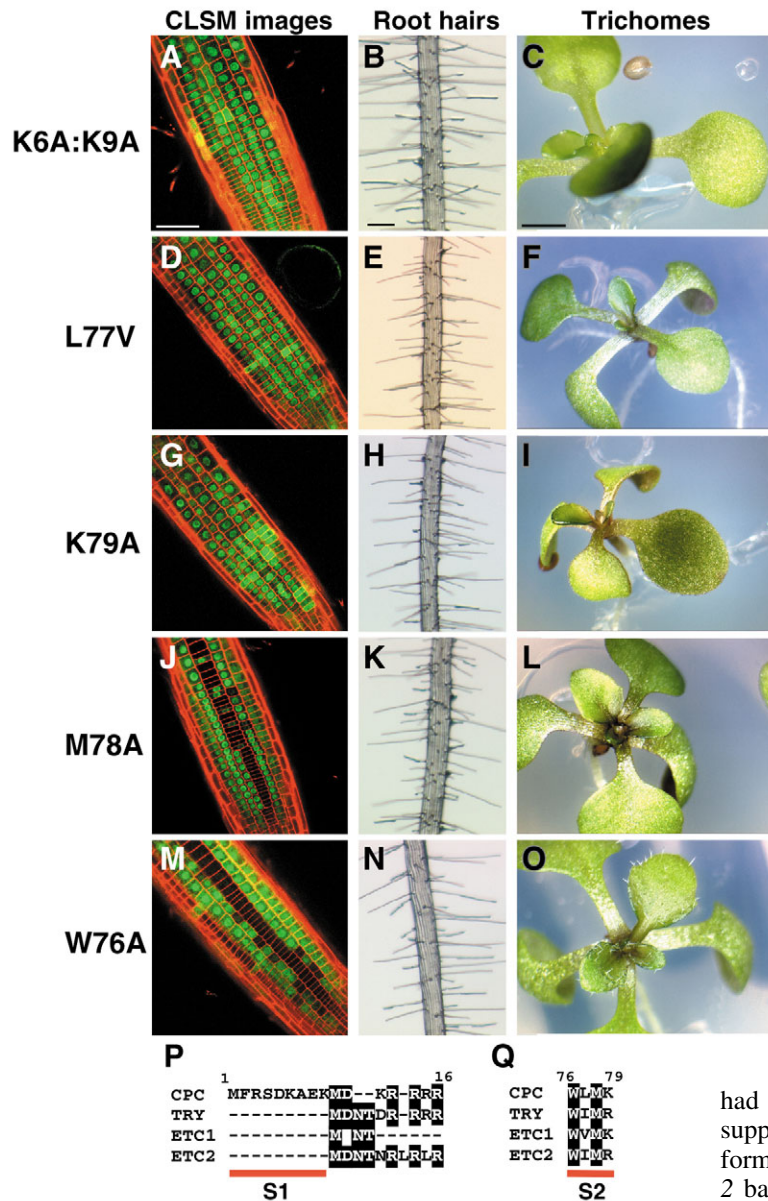 CLSM images Root hairs Trichomes
K6A:K9A A B C
L77V D E F
K79A G H I
M78A J K L
W76A M N O
P Q
1 16 76 79
CPC MFRSDKAEKMD--KR-RRR CPC WLMK
TRY ---------MDNTDR-RRR TRY WIMR
ETC1 ---------M-NT------ ETC1 WVMK
ETC2 ---------MDNTNRLRLR ETC2 WIMR
S1 S2
had
supp
form
2 ba